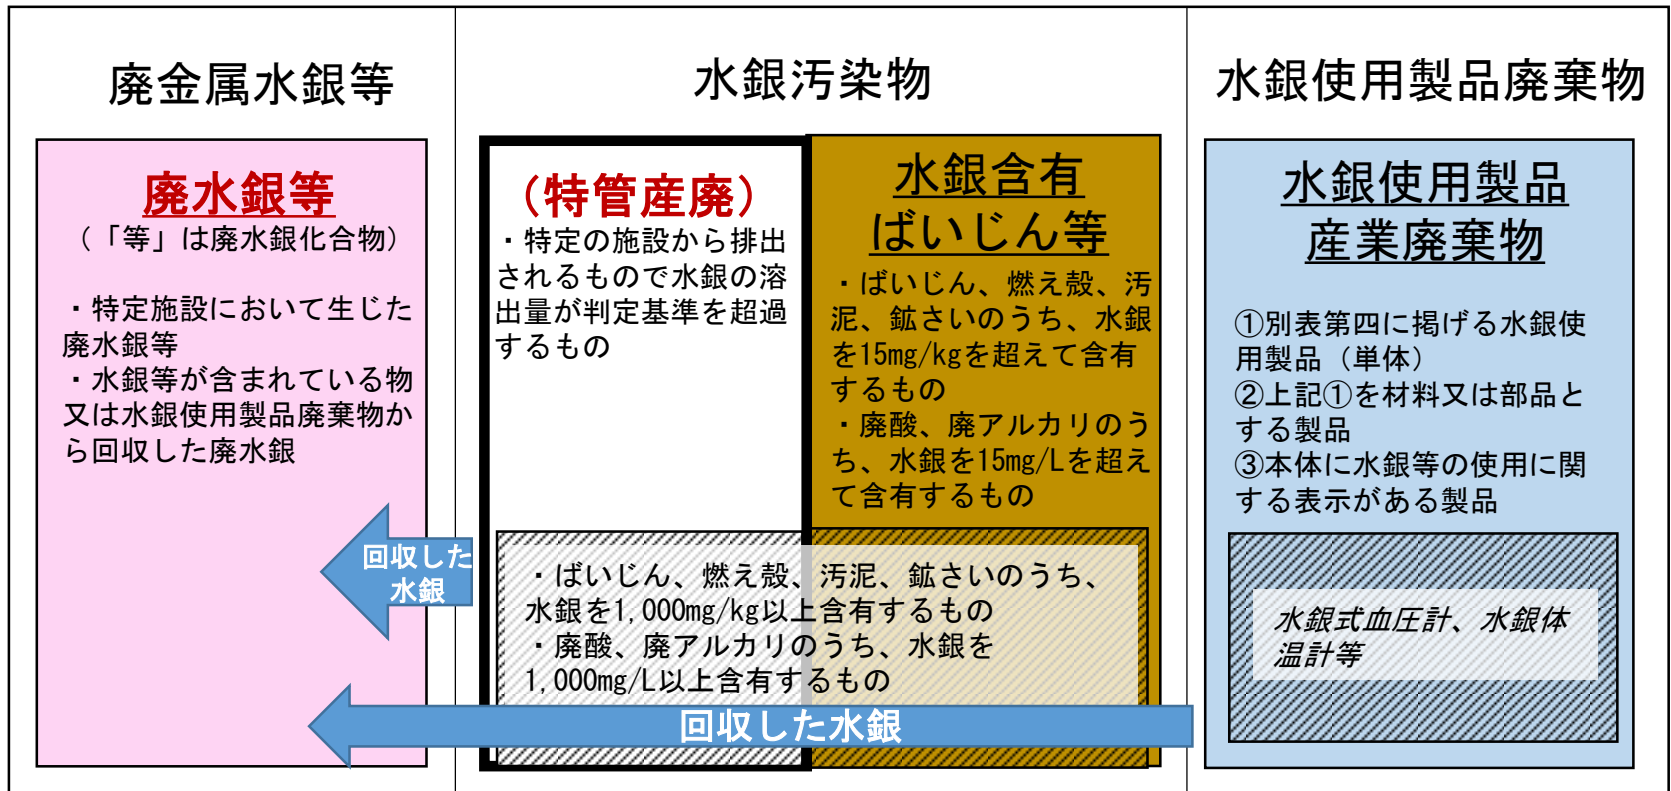 廃金属水銀等
廃水銀等
（「等」は廃水銀化合物）
・特定施設において生じた
廃水銀等
・水銀等が含まれている物
又は水銀使用製品廃棄物か
ら回収した廃水銀
水銀汚染物
（特管産廃）
・特定の施設から排出
されるもので水銀の溶
出量が判定基準を超過
するもの
水銀含有
ばいじん等
・ばいじん、燃え殻、汚
泥、鉱さいのうち、水銀
を15mg/kgを超えて含有
するもの
・廃酸、廃アルカリのう
ち、水銀を15mg/Lを超え
て含有するもの
・ばいじん、燃え殻、汚泥、鉱さいのうち、
水銀を1,000mg/kg以上含有するもの
・廃酸、廃アルカリのうち、水銀を
1,000mg/L以上含有するもの
回収した
水銀
回収した水銀
水銀使用製品廃棄物
水銀使用製品
産業廃棄物
①別表第四に掲げる水銀使
用製品（単体）
②上記①を材料又は部品と
する製品
③本体に水銀等の使用に関
する表示がある製品
水銀式血圧計、水銀体
温計等